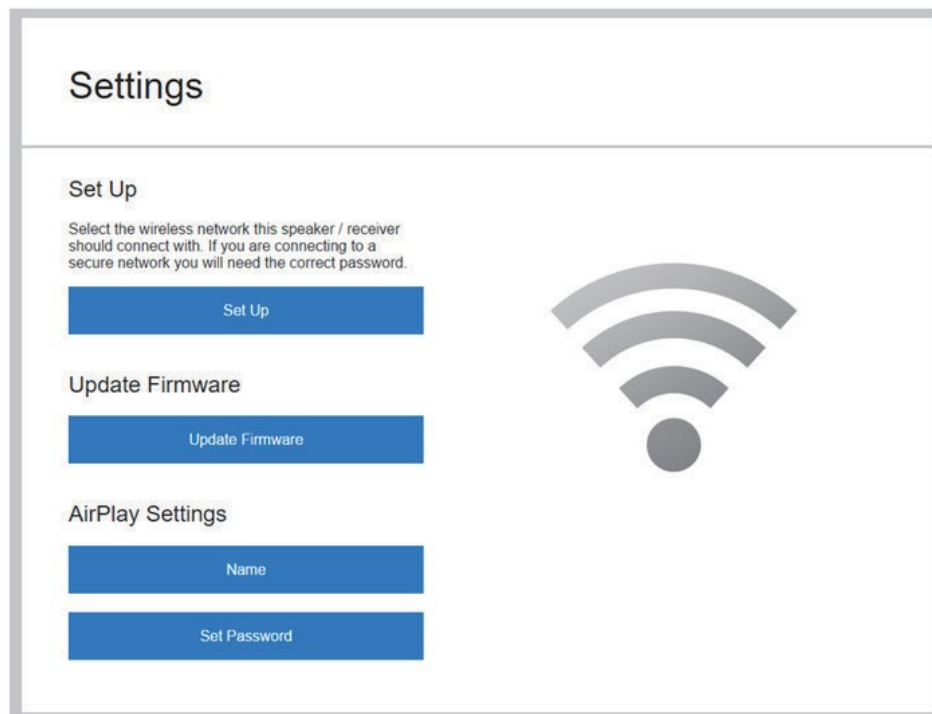 Settings
Set Up
Select the wireless network this speaker / receiver
should connect with. If you are connecting to a
secure network you will need the correct password.
Set Up
Update Firmware
Update Firmware
AirPlay Settings
Name
Set Password